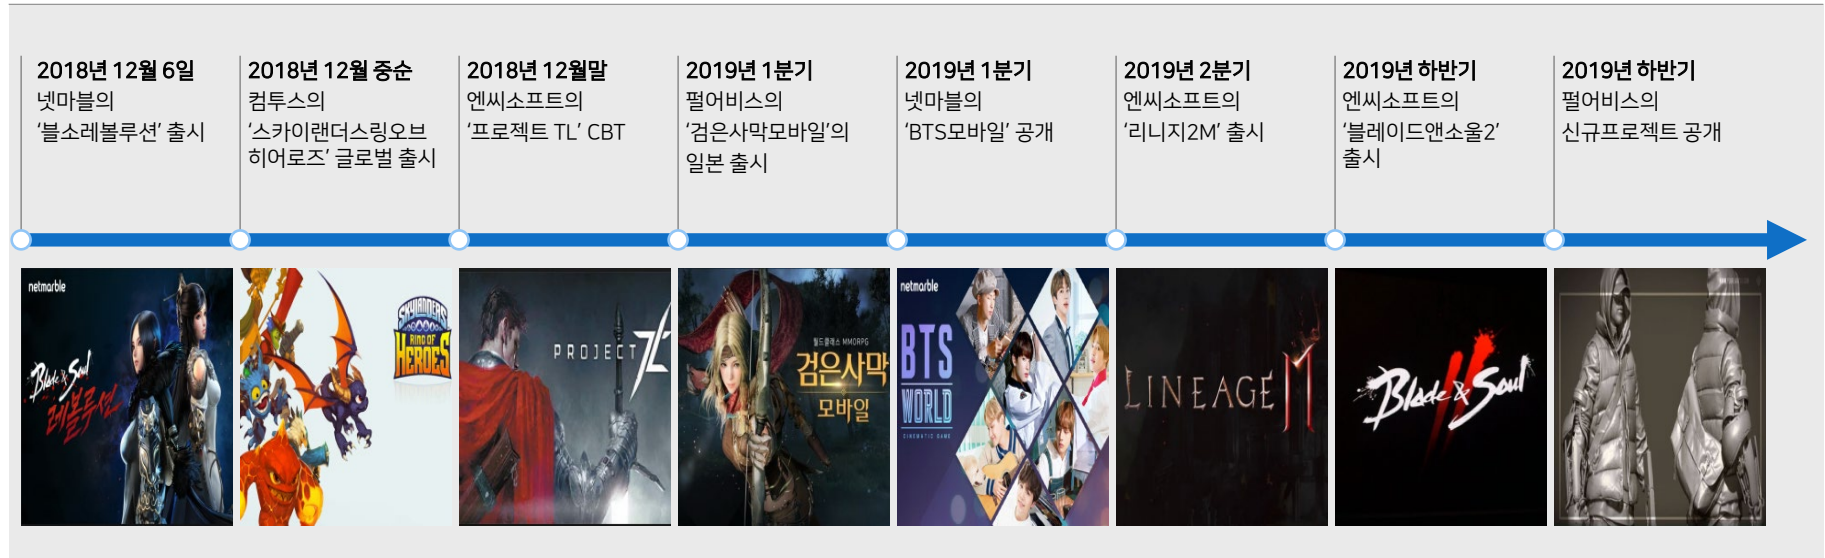 2018년 12월 6일
넷마블의
‘블소레볼루션’ 출시
2018년 12월 중순
컴투스의
‘스카이랜더스링오브
히어로즈’ 글로벌 출시
2018년 12월말
엔씨소프트의
‘프로젝트 TL’ CBT
2019년 1분기
펄어비스의
‘검은사막모바일’의
일본 출시
2019년 1분기
넷마블의
‘BTS모바일’ 공개
2019년 2분기
엔씨소프트의
‘리니지2M’ 출시
2019년 하반기
엔씨소프트의
‘블레이드앤소울2’
출시
2019년 하반기
펄어비스의
신규프로젝트 공개
netmarble
Blade & Soul
레볼루션
SKYLANDERS
RING OF
HEROES
PROJECT TL
월드클래스 MMORPG
검은사막
모바일
netmarble
BTS
WORLD
CINEMATIC GAME
LINEAGE M
Blade & Soul II